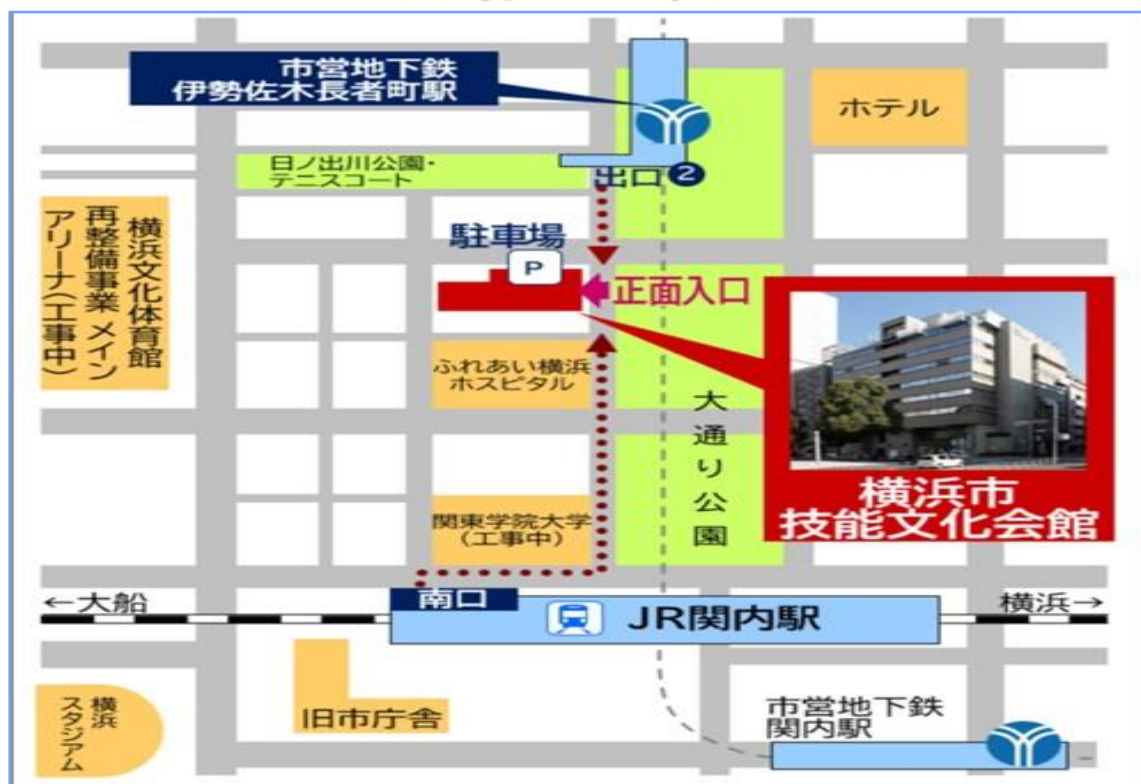 市営地下鉄
伊勢佐木長者町駅
ホテル
日ノ出川公園・
テニスコート
出口❷
横浜文化体育館
再整備事業 メイン
アリーナ(工事中)
駐車場
P
正面入口
ふれあい横浜
ホスピタル
大通り公園
横浜市
技能文化会館
関東学院大学
(工事中)
←大船
南口
JR関内駅
横浜→
横浜
スタジアム
旧市庁舎
市営地下鉄
関内駅